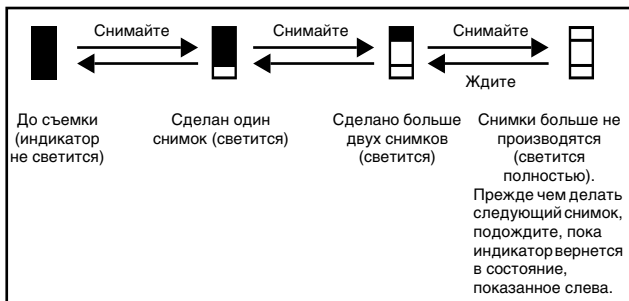 Снимайте
Снимайте
Снимайте
Ждите
До съемки
(индикатор
не светится)
Сделан один
снимок (светится)
Сделано больше
двух снимков
(светится)
Снимки больше не
производятся
(светится
полностью).
Прежде чем делать
следующий снимок,
подождите, пока
индикатор вернется
в состояние,
показанное слева.